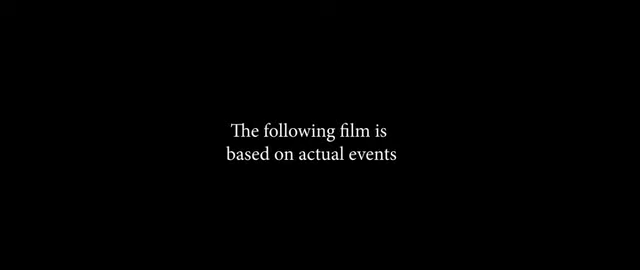 The following film is
based on actual events